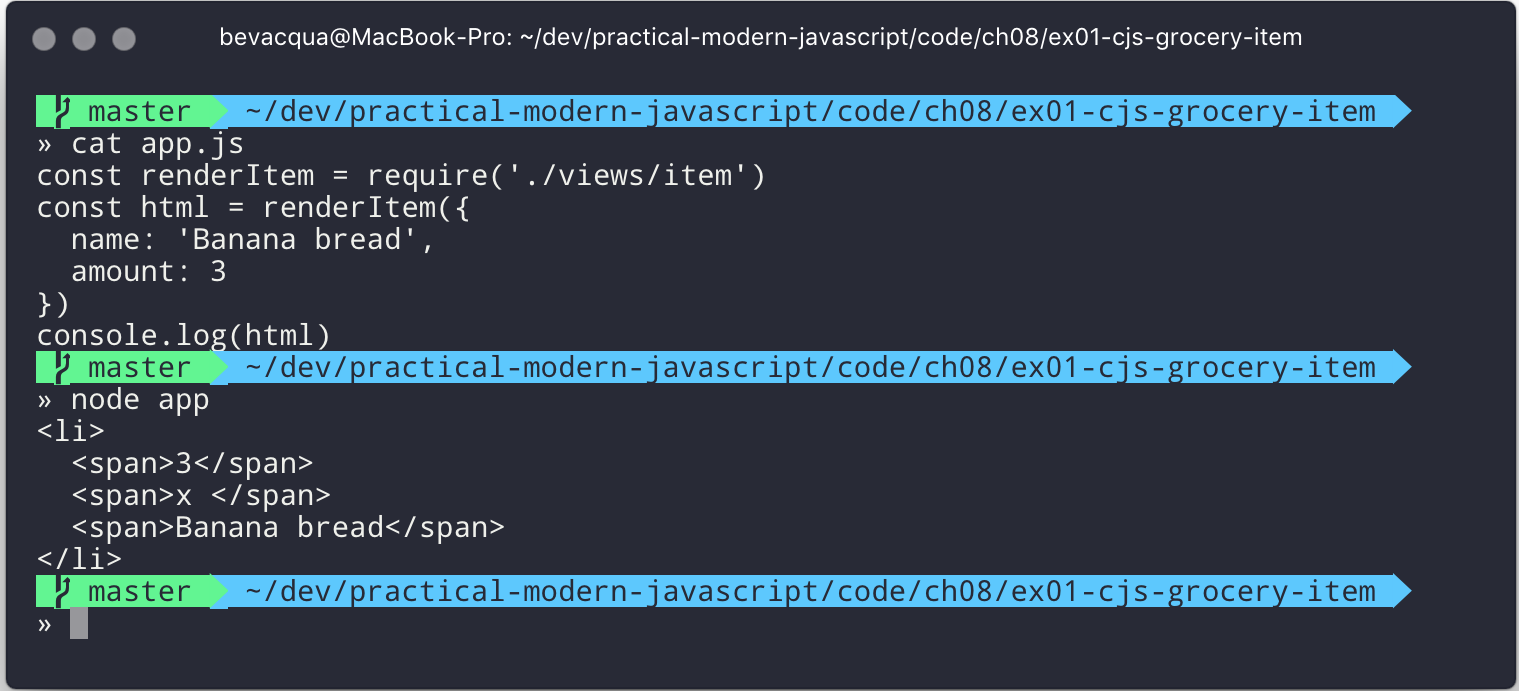 bevacqua@MacBook-Pro: ~/dev/practical-modern-javascript/code/ch08/ex01-cjs-grocery-item
master ~/dev/practical-modern-javascript/code/ch08/ex01-cjs-grocery-item
» cat app.js
const renderItem = require('./views/item')
const html = renderItem({
  name: 'Banana bread',
  amount: 3
})
console.log(html)
master ~/dev/practical-modern-javascript/code/ch08/ex01-cjs-grocery-item
» node app
<li>
  <span>3</span>
  <span>x </span>
  <span>Banana bread</span>
</li>
master ~/dev/practical-modern-javascript/code/ch08/ex01-cjs-grocery-item
»